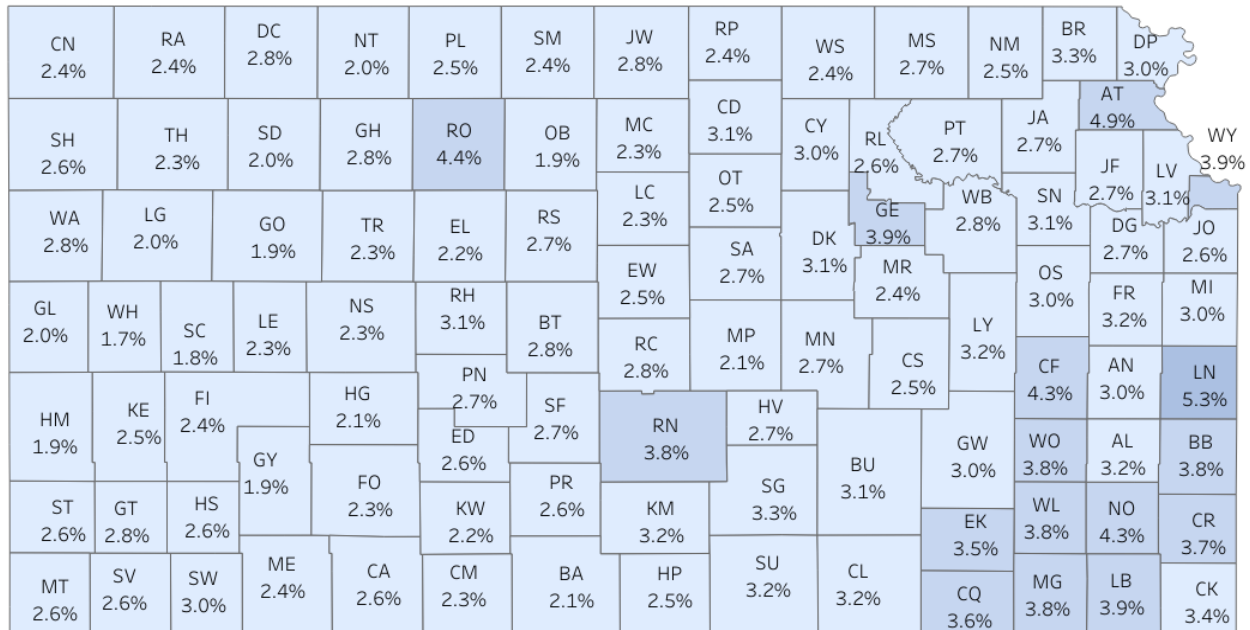 CN
2.4%
RA
2.4%
DC
2.8%
NT
2.0%
PL
2.5%
SM
2.4%
JW
2.8%
RP
2.4%
WS
2.4%
MS
2.7%
NM
2.5%
BR
3.3%
DP
3.0%
SH
2.6%
TH
2.3%
SD
2.0%
GH
2.8%
RO
4.4%
OB
1.9%
MC
2.3%
CD
3.1%
CY
3.0%
RL
2.6%
PT
2.7%
JA
2.7%
AT
4.9%
WY
3.9%
LC
2.3%
OT
2.5%
JF
2.7%
LV
3.1%
WA
2.8%
LG
2.0%
GO
1.9%
TR
2.3%
EL
2.2%
RS
2.7%
SA
2.7%
DK
3.1%
GE
3.9%
WB
2.8%
SN
3.1%
DG
2.7%
JO
2.6%
EW
2.5%
MR
2.4%
OS
3.0%
FR
3.2%
MI
3.0%
GL
2.0%
WH
1.7%
SC
1.8%
LE
2.3%
NS
2.3%
RH
3.1%
BT
2.8%
RC
2.8%
MP
2.1%
MN
2.7%
CS
2.5%
LY
3.2%
CF
4.3%
AN
3.0%
LN
5.3%
HM
1.9%
KE
2.5%
FI
2.4%
HG
2.1%
PN
2.7%
SF
2.7%
RN
3.8%
HV
2.7%
ED
2.6%
GY
1.9%
BU
3.1%
GW
3.0%
WO
3.8%
AL
3.2%
BB
3.8%
ST
2.6%
GT
2.8%
HS
2.6%
FO
2.3%
KW
2.2%
PR
2.6%
KM
3.2%
SG
3.3%
EK
3.5%
WL
3.8%
NO
4.3%
CR
3.7%
MT
2.6%
SV
2.6%
SW
3.0%
ME
2.4%
CA
2.6%
CM
2.3%
BA
2.1%
HP
2.5%
SU
3.2%
CL
3.2%
CQ
3.6%
MG
3.8%
LB
3.9%
CK
3.4%